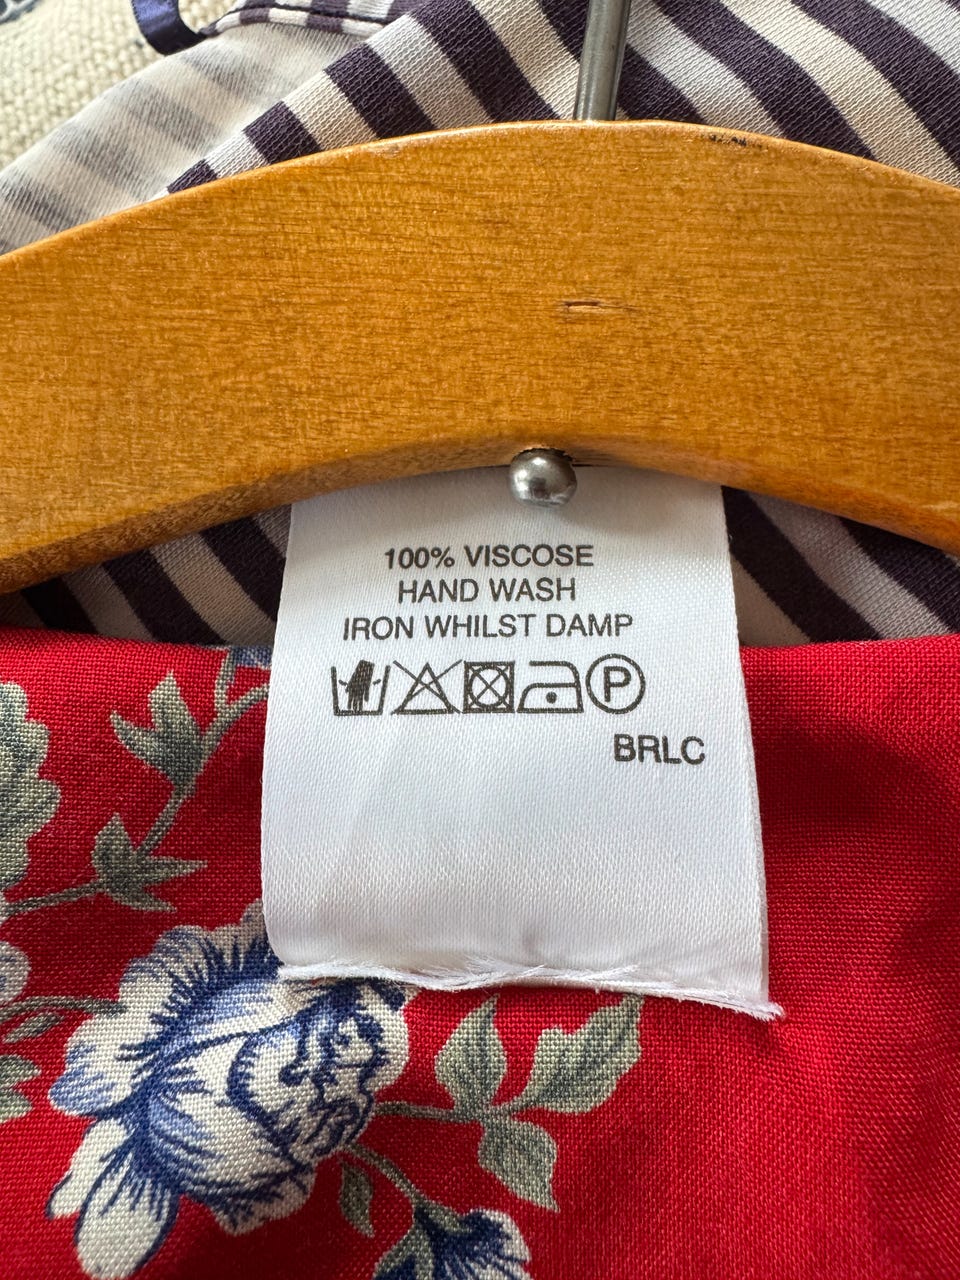 100% VISCOSE
HAND WASH
IRON WHILST DAMP
P
BRLC